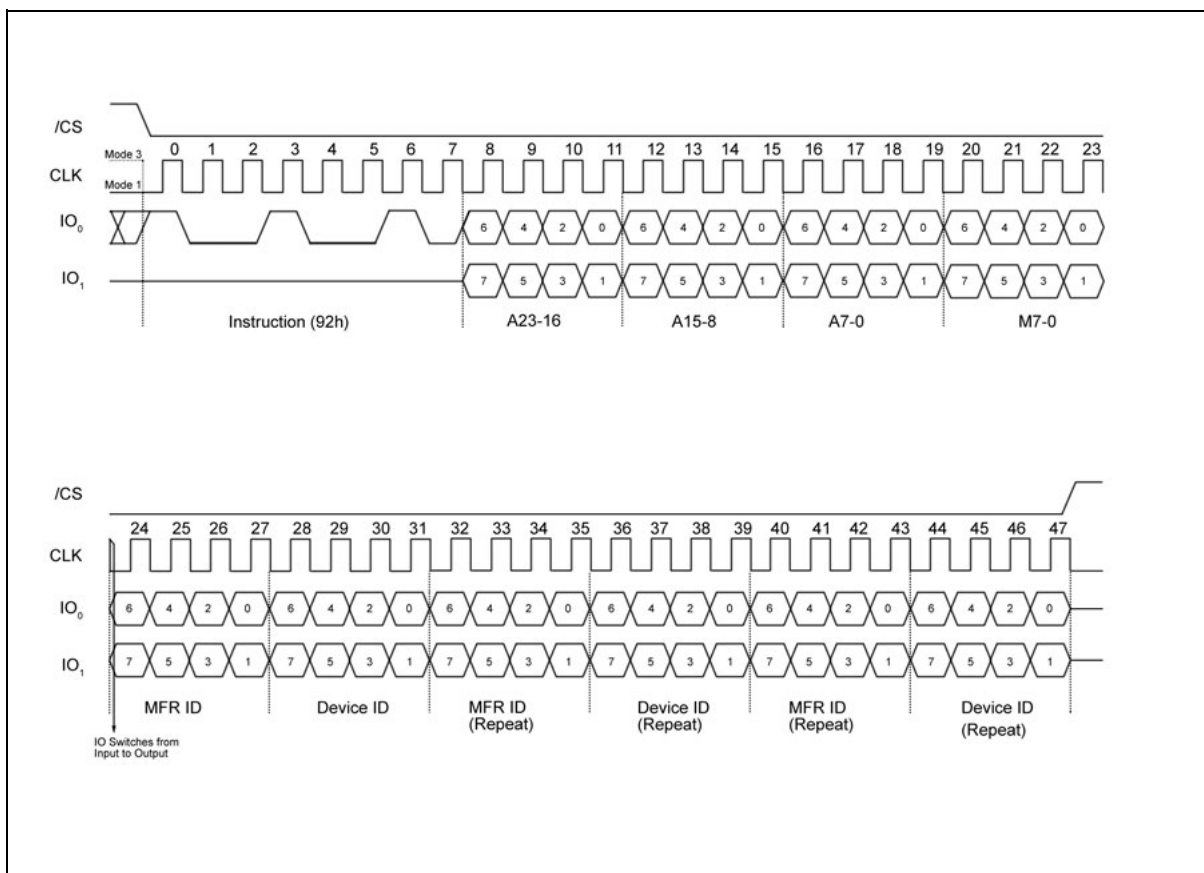 /CS
0 1 2 3 4 5 6 7 8 9 10 11 12 13 14 15 16 17 18 19 20 21 22 23
Mode 3
CLK
Mode 1
IO0 6 4 2 0 6 4 2 0 6 4 2 0 6 4 2 0
IO1 7 5 3 1 7 5 3 1 7 5 3 1 7 5 3 1
Instruction (92h) A23-16 A15-8 A7-0 M7-0
/CS
24 25 26 27 28 29 30 31 32 33 34 35 36 37 38 39 40 41 42 43 44 45 46 47
CLK
IO0 6 4 2 0 6 4 2 0 6 4 2 0 6 4 2 0 6 4 2 0 6 4 2 0
IO1 7 5 3 1 7 5 3 1 7 5 3 1 7 5 3 1 7 5 3 1 7 5 3 1
MFR ID Device ID MFR ID Device ID MFR ID Device ID
(Repeat) (Repeat) (Repeat) (Repeat)
IO Switches from
Input to Output